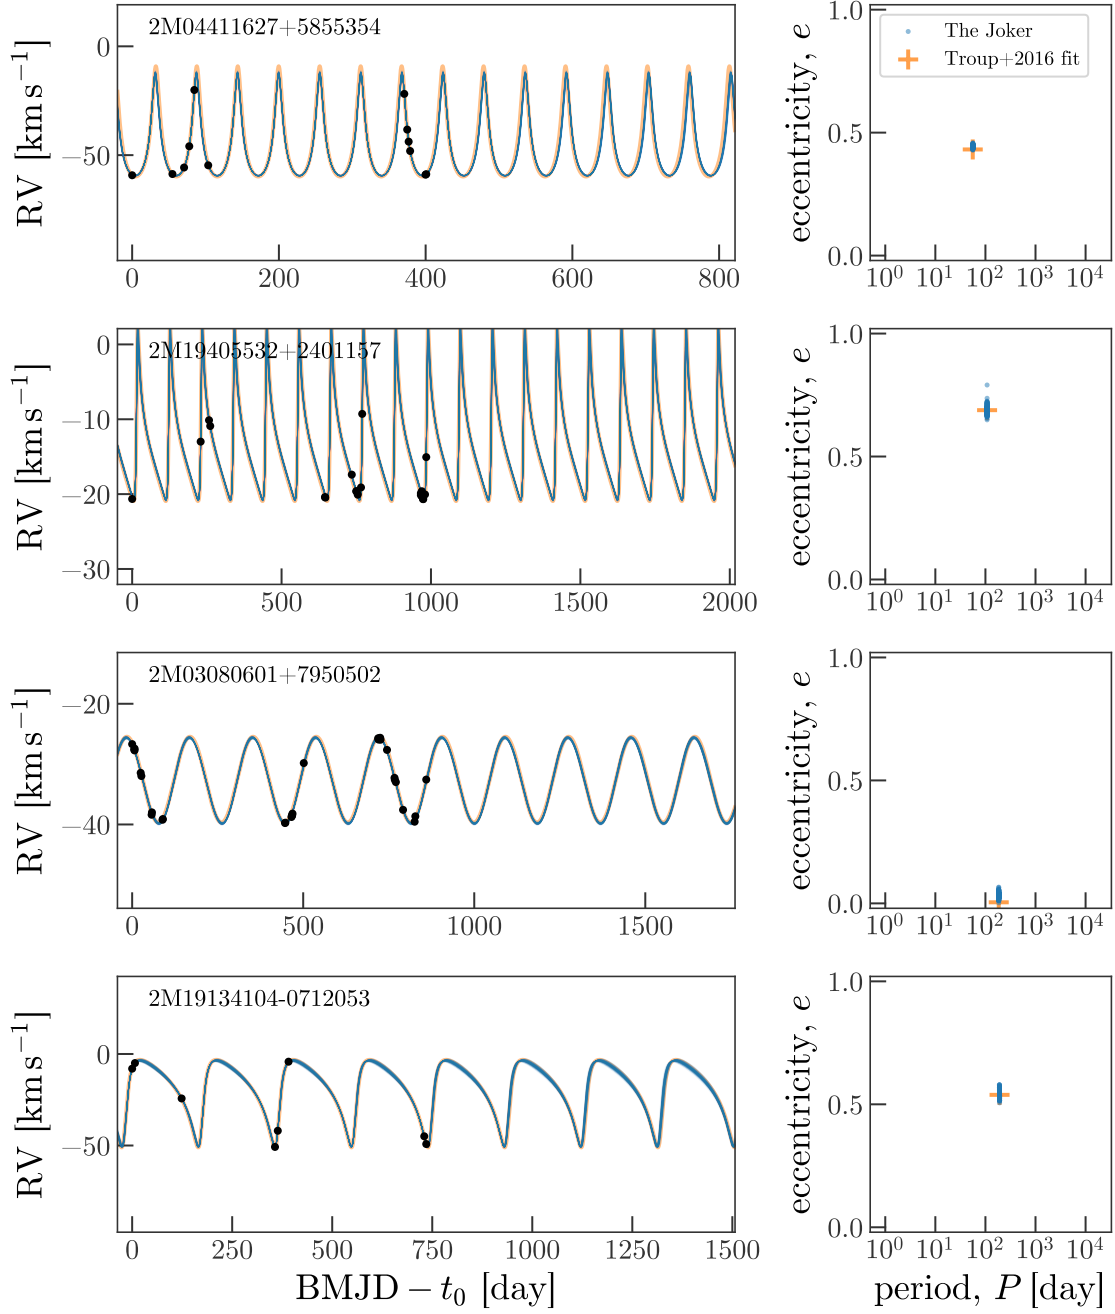 2M04411627+5855354
RV [km s⁻¹]
0
−50
0 200 400 600 800
eccentricity, e
1.0
0.5
0.0
10⁰ 10¹ 10² 10³ 10⁴
The Joker
Troup+2016 fit
2M19405532+2401157
RV [km s⁻¹]
0
−10
−20
−30
0 500 1000 1500 2000
eccentricity, e
1.0
0.5
0.0
10⁰ 10¹ 10² 10³ 10⁴
2M03080601+7950502
RV [km s⁻¹]
−20
−40
0 500 1000 1500
eccentricity, e
1.0
0.5
0.0
10⁰ 10¹ 10² 10³ 10⁴
2M19134104-0712053
RV [km s⁻¹]
0
−50
0 250 500 750 1000 1250 1500
BMJD − t₀ [day]
eccentricity, e
1.0
0.5
0.0
10⁰ 10¹ 10² 10³ 10⁴
period, P [day]